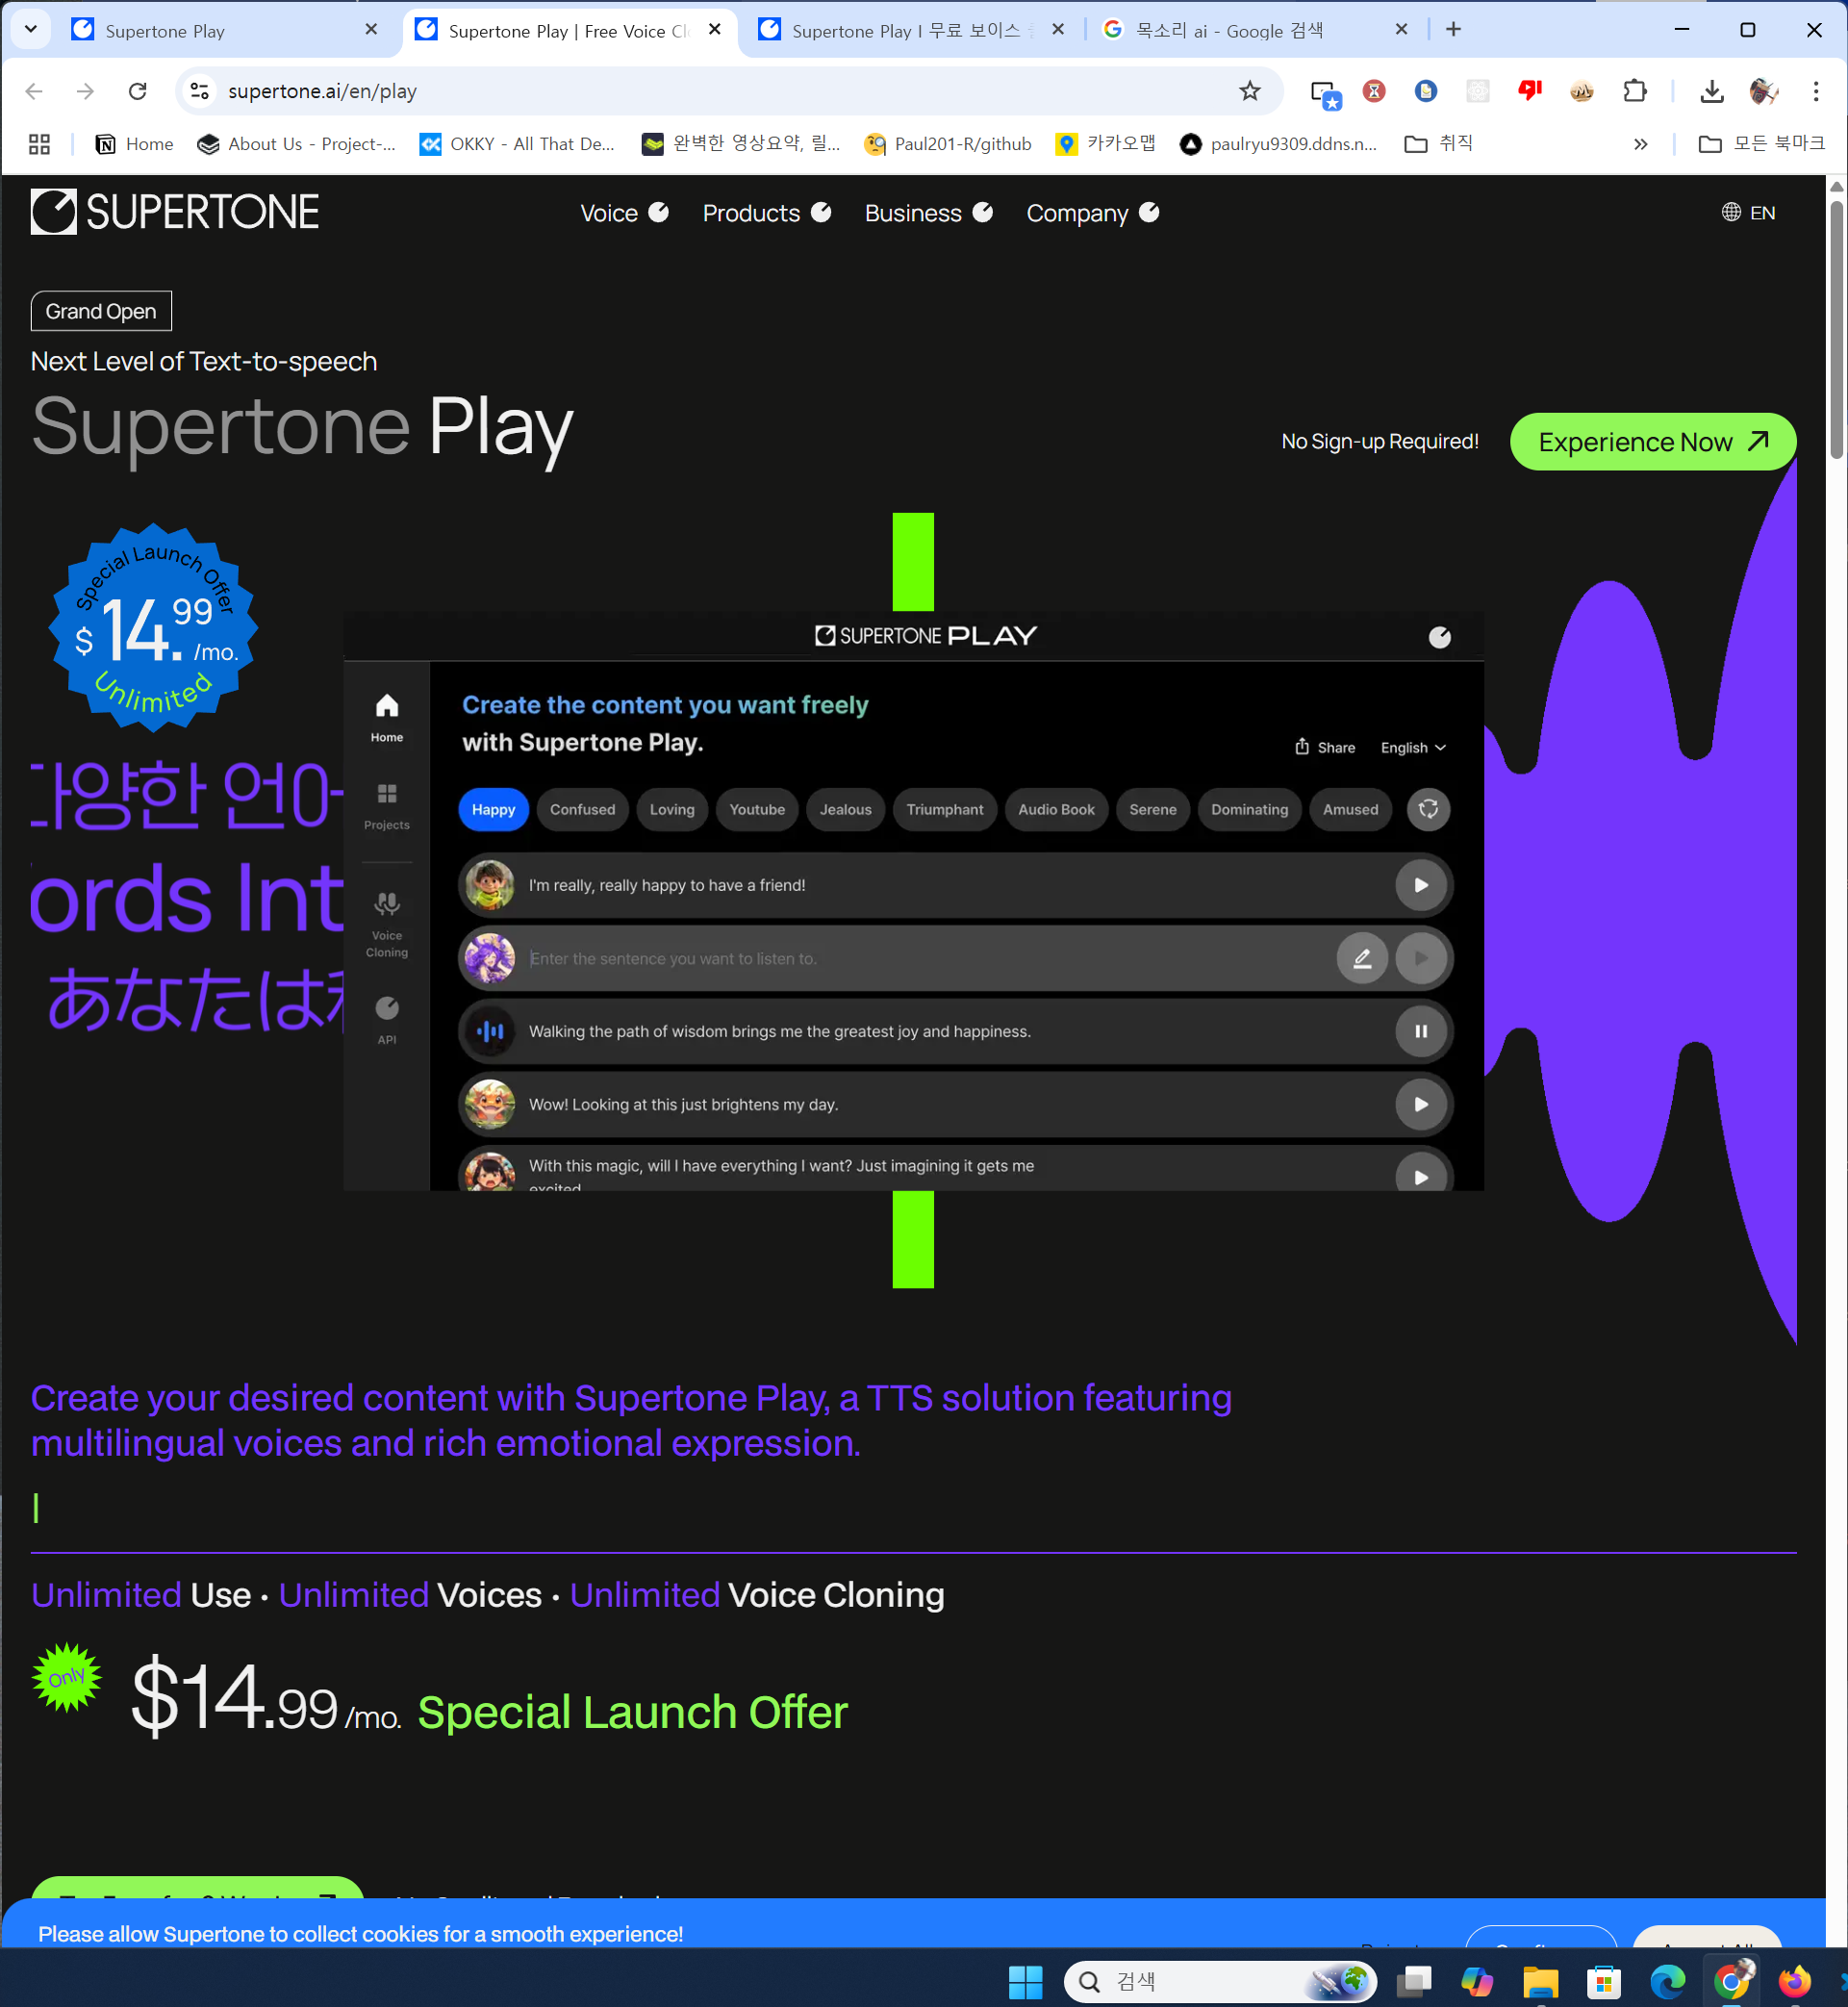 Supertone Play
Supertone Play | Free Voice Cl
Supertone Play I 무료 보이스
목소리 ai - Google 검색
supertone.ai/en/play
Home
About Us - Project-...
OKKY - All That De...
완벽한 영상요약, 릴...
Paul201-R/github
카카오맵
paulryu9309.ddns.n...
취직
»
모든 북마크
SUPERTONE
Voice
Products
Business
Company
EN
Grand Open
Next Level of Text-to-speech
Supertone Play
No Sign-up Required!
Experience Now
Special Launch Offer
$14.99/mo.
Unlimited
다양한 언어
ords Int
あなたは
SUPERTONE PLAY
Home
Projects
Voice
Cloning
API
Create the content you want freely
with Supertone Play.
Share
English
Happy
Confused
Loving
Youtube
Jealous
Triumphant
Audio Book
Serene
Dominating
Amused
I'm really, really happy to have a friend!
Enter the sentence you want to listen to.
Walking the path of wisdom brings me the greatest joy and happiness.
Wow! Looking at this just brightens my day.
With this magic, will I have everything I want? Just imagining it gets me
excited
Create your desired content with Supertone Play, a TTS solution featuring
multilingual voices and rich emotional expression.
Unlimited Use • Unlimited Voices • Unlimited Voice Cloning
Only
$14.99/mo. Special Launch Offer
Please allow Supertone to collect cookies for a smooth experience!
검색